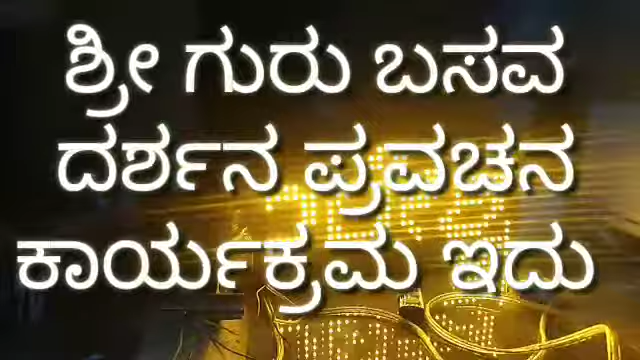 ಶ್ರೀ ಗುರು ಬಸವ
ದರ್ಶನ ಪ್ರವಚನ
ಕಾರ್ಯಕ್ರಮ ಇದು